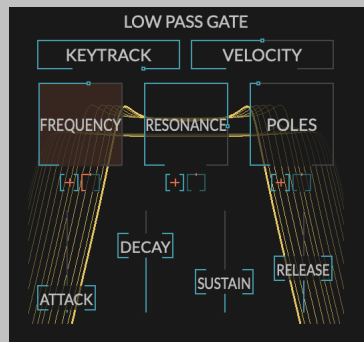 LOW PASS GATE
KEYTRACK VELOCITY
FREQUENCY RESONANCE POLES
[+] [+] [+]
DECAY
RELEASE
SUSTAIN
ATTACK